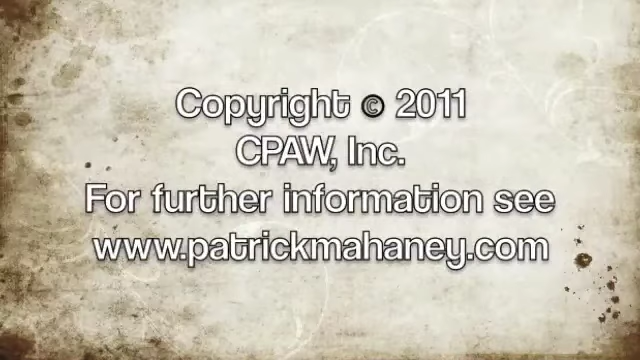 Copyright © 2011
CPAW, Inc.
For further information see
www.patrickmahaney.com